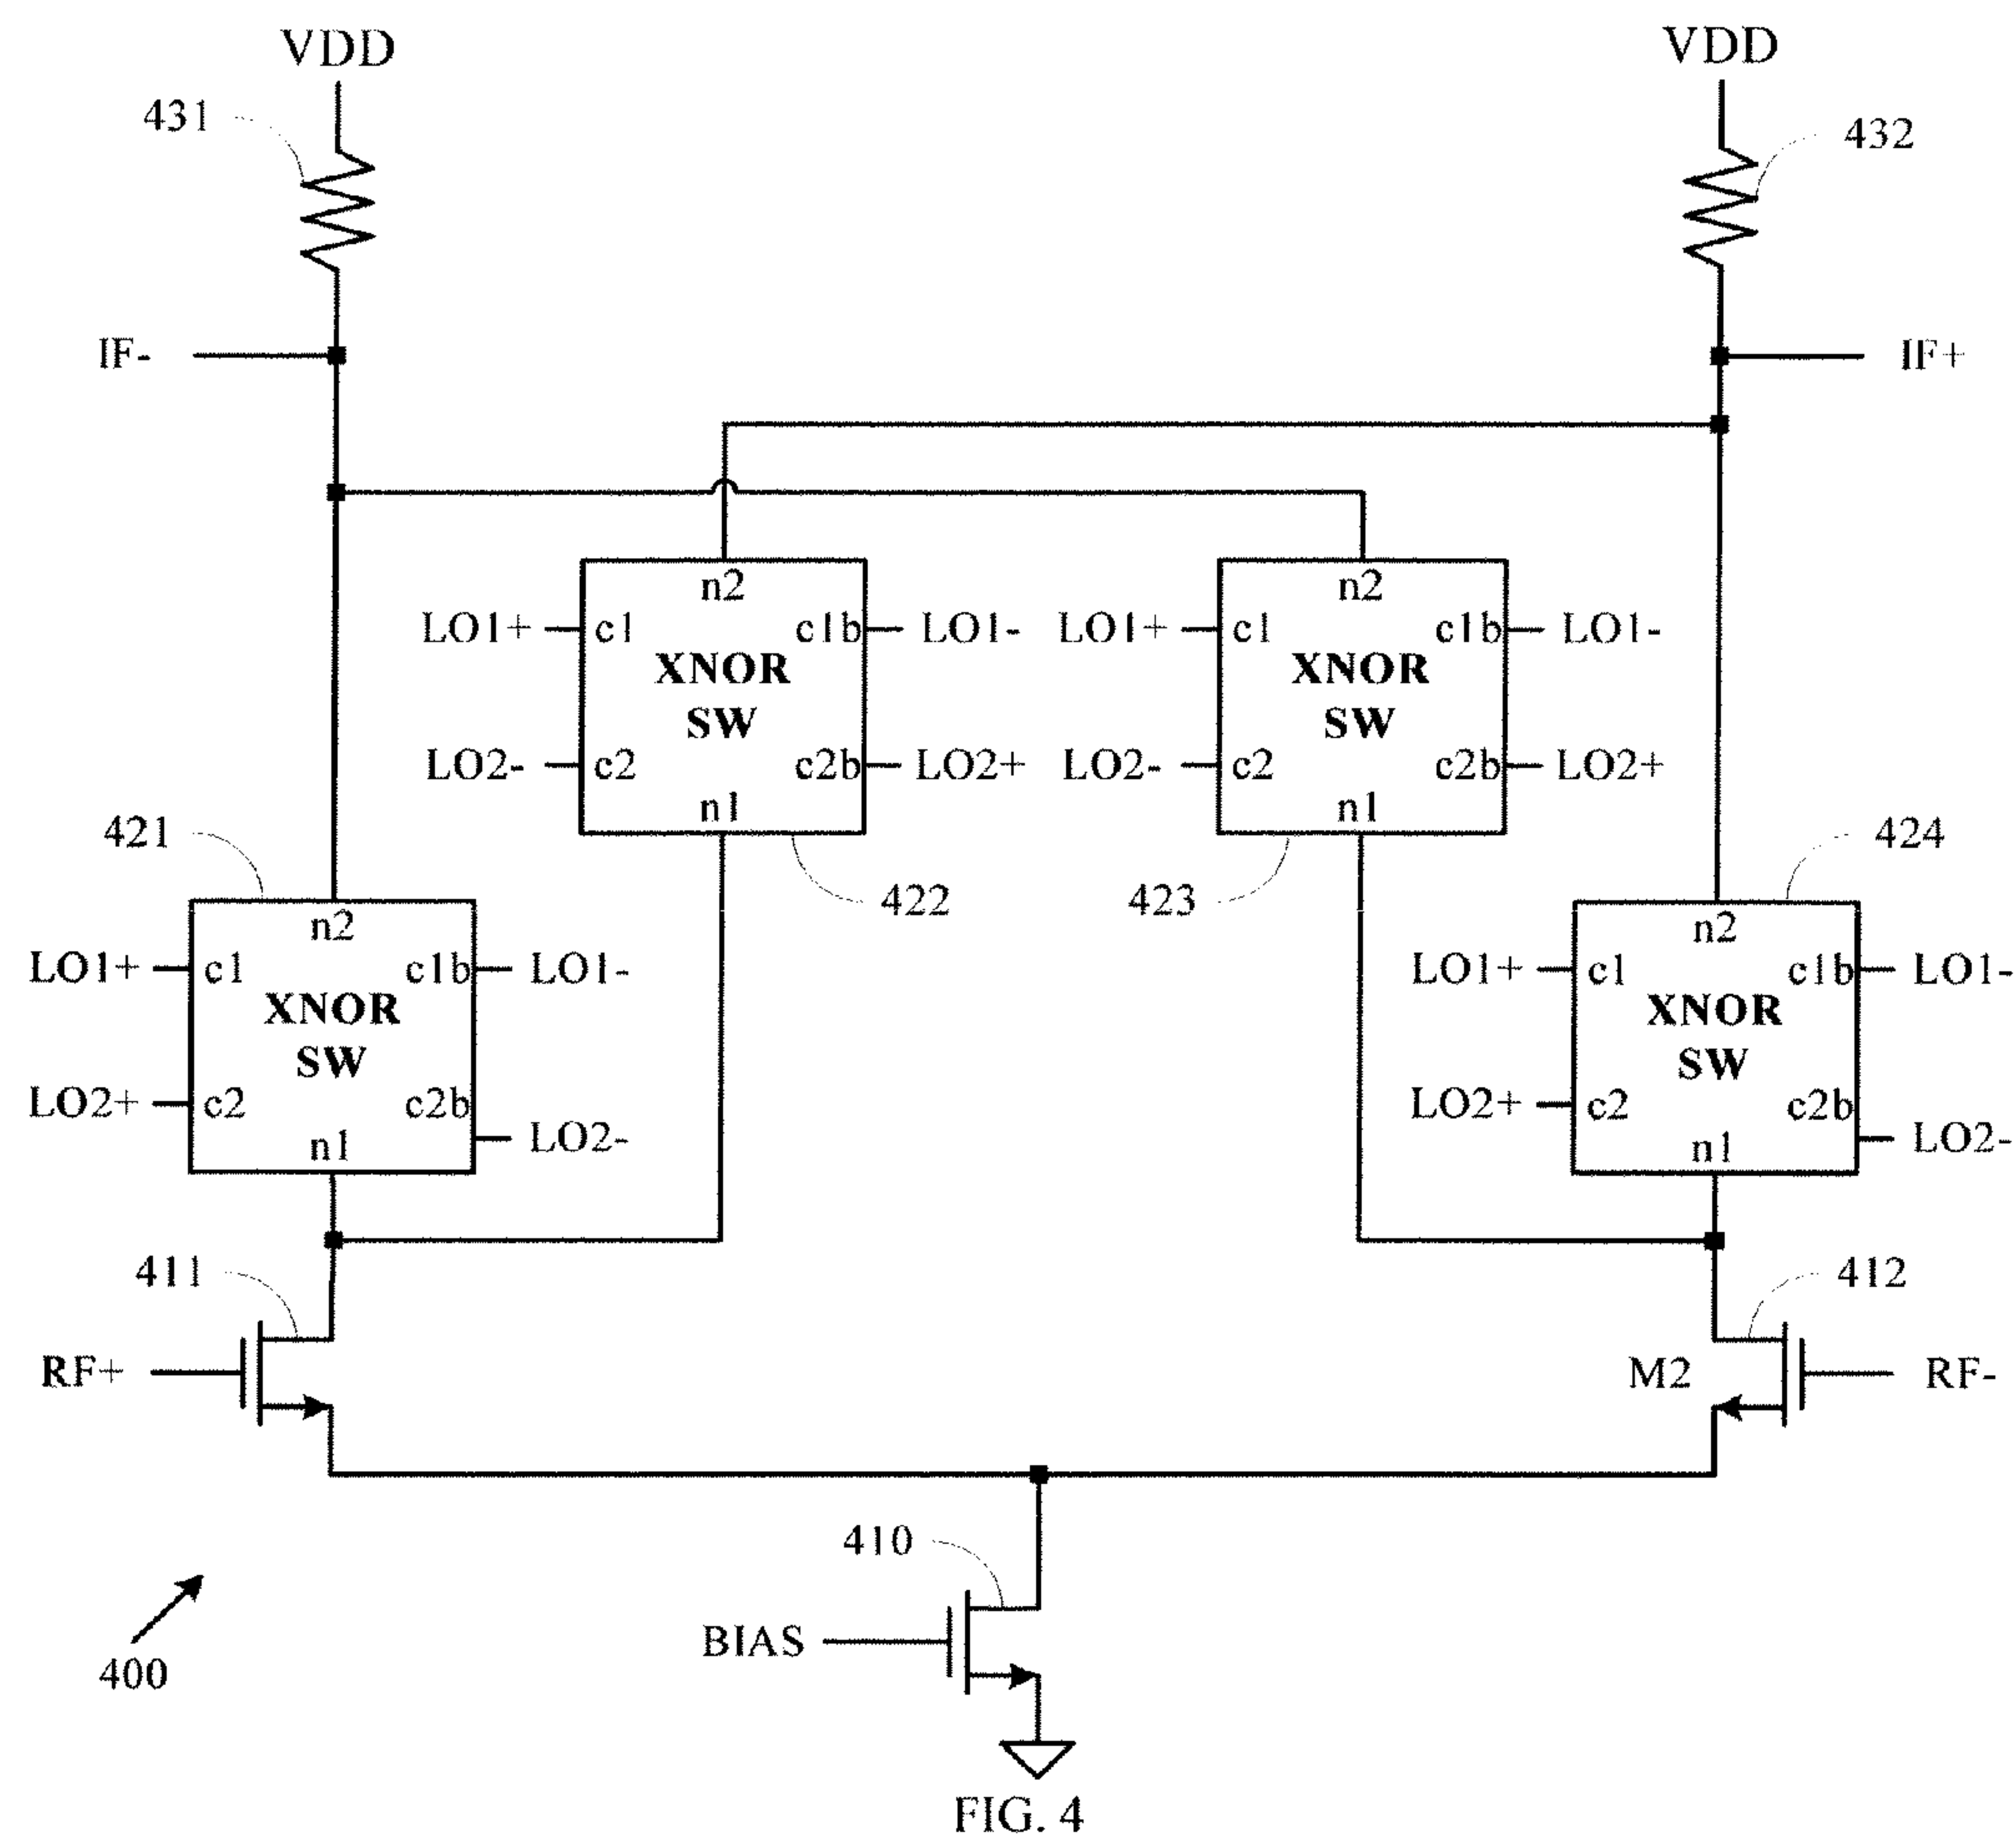 VDD
VDD
431
432
IF-
IF+
n2
n2
LO1+
c1
c1b
LO1-
LO1+
c1
c1b
LO1-
XNOR
SW
XNOR
SW
LO2-
c2
c2b
LO2+
LO2-
c2
c2b
LO2+
n1
n1
421
422
423
424
n2
n2
LO1+
c1
c1b
LO1-
LO1+
c1
c1b
LO1-
XNOR
SW
XNOR
SW
LO2+
c2
c2b
LO2-
LO2+
c2
c2b
LO2-
n1
n1
411
412
RF+
M2
RF-
410
BIAS
400
FIG. 4